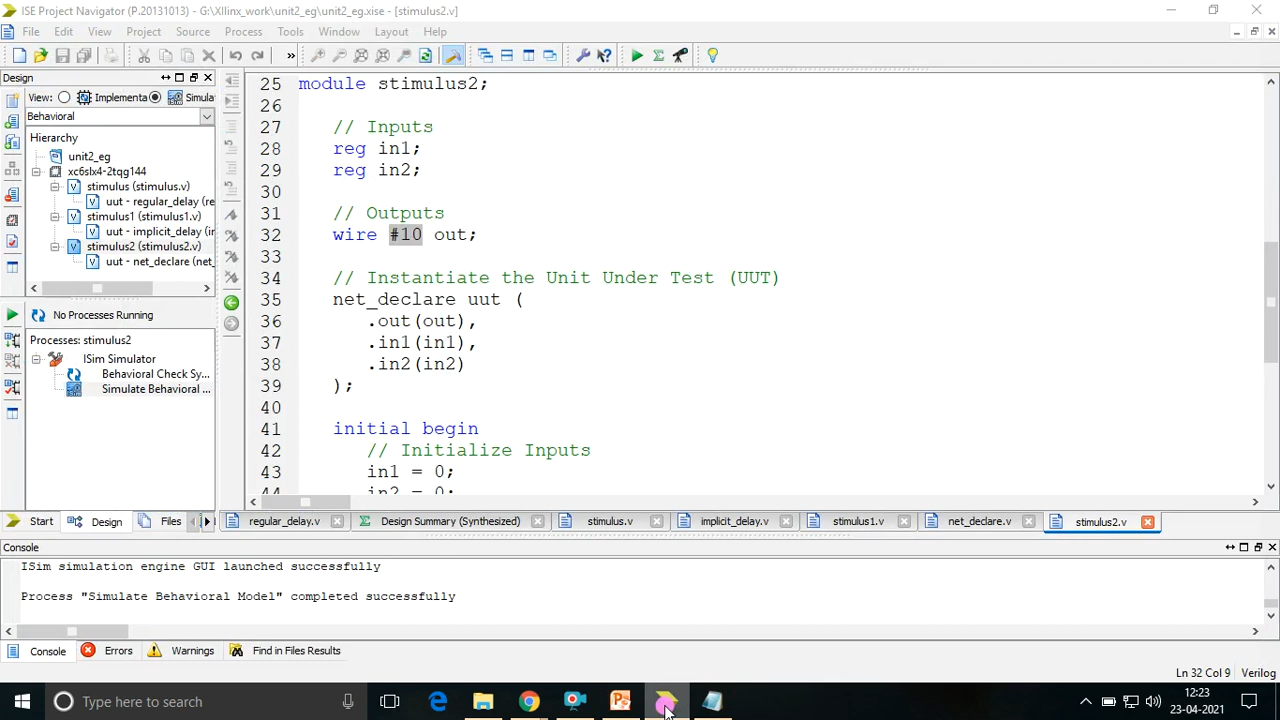 ISE Project Navigator (P.20131013) - G:\XIlinx_work\unit2_eg\unit2_eg.xise - [stimulus2.v]
File Edit View Project Source Process Tools Window Layout Help
Design
View: Implementa Simula
Behavioral
Hierarchy
unit2_eg
xc6slx4-2tqg144
stimulus (stimulus.v)
uut - regular_delay (re
stimulus1 (stimulus1.v)
uut - implicit_delay (in
stimulus2 (stimulus2.v)
uut - net_declare (net_
No Processes Running
Processes: stimulus2
ISim Simulator
Behavioral Check Sy...
Simulate Behavioral ...
Start Design Files
25 module stimulus2;
26
27 // Inputs
28 reg in1;
29 reg in2;
30
31 // Outputs
32 wire #10 out;
33
34 // Instantiate the Unit Under Test (UUT)
35 net_declare uut (
36 .out(out),
37 .in1(in1),
38 .in2(in2)
39 );
40
41 initial begin
42 // Initialize Inputs
43 in1 = 0;
44 in2 = 0;
regular_delay.v Design Summary (Synthesized) stimulus.v implicit_delay.v stimulus1.v net_declare.v stimulus2.v
Console
ISim simulation engine GUI launched successfully
Process "Simulate Behavioral Model" completed successfully
Console Errors Warnings Find in Files Results
Ln 32 Col 9 Verilog
Type here to search
12:23
23-04-2021